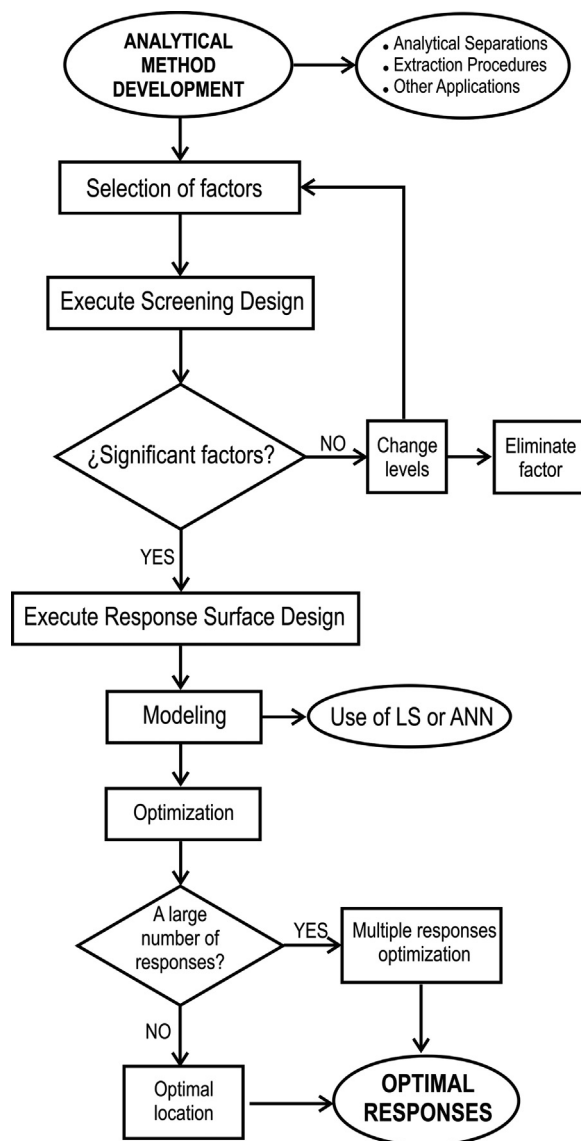 ANALYTICAL
METHOD
DEVELOPMENT
• Analytical Separations
• Extraction Procedures
• Other Applications
Selection of factors
Execute Screening Design
¿Significant factors?
NO
Change
levels
Eliminate
factor
YES
Execute Response Surface Design
Modeling
Use of LS or ANN
Optimization
A large
number of
responses?
YES
Multiple responses
optimization
NO
Optimal
location
OPTIMAL
RESPONSES